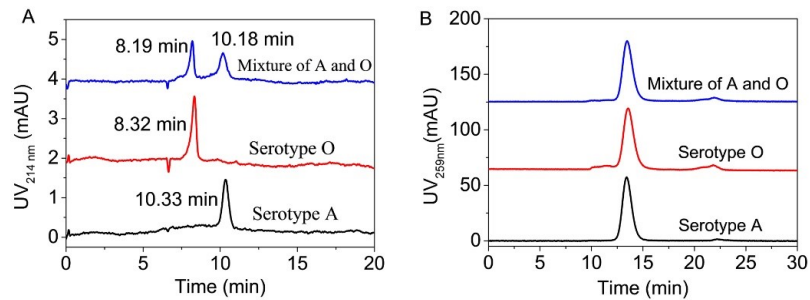 A
8.19 min
10.18 min
Mixture of A and O
8.32 min
Serotype O
10.33 min
Serotype A
UV214 nm (mAU)
5
4
3
2
1
0
0 5 10 15 20
Time (min)
B
Mixture of A and O
Serotype O
Serotype A
UV259nm(mAU)
200
150
100
50
0
0 5 10 15 20 25 30
Time (min)